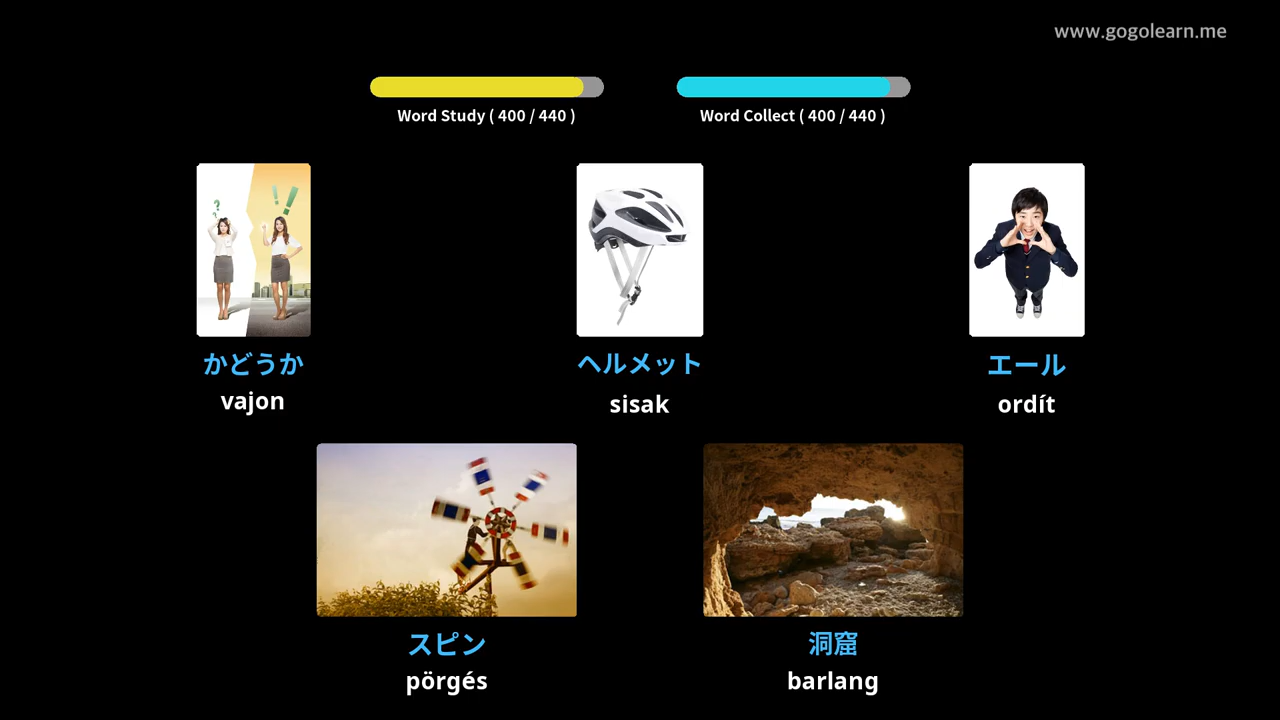 www.gogolearn.me
Word Study ( 400 / 440 )
Word Collect ( 400 / 440 )
かどうか
vajon
ヘルメット
sisak
エール
ordít
スピン
pörgés
洞窟
barlang